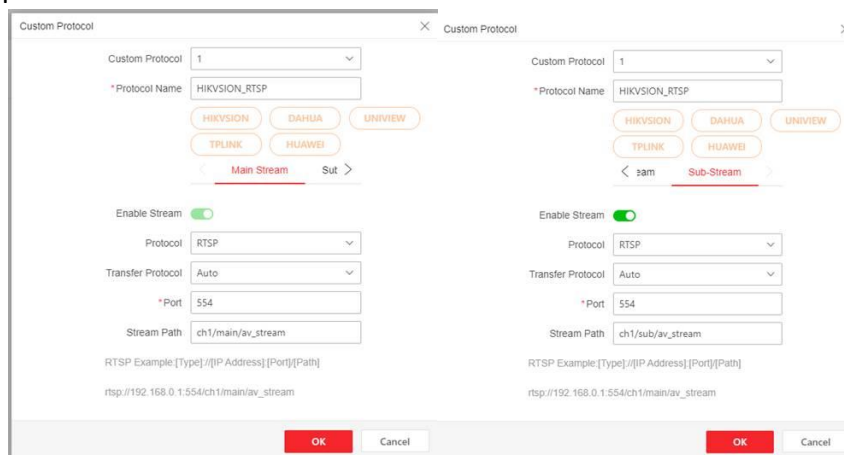 Custom Protocol
Custom Protocol 1
*Protocol Name HIKVSION_RTSP
HIKVSION DAHUA UNIVIEW
TPLINK HUAWEI
Main Stream Sut >
Enable Stream
Protocol RTSP
Transfer Protocol Auto
*Port 554
Stream Path ch1/main/av_stream
RTSP Example:[Type]://[IP Address]:[Port]/[Path]
rtsp://192.168.0.1:554/ch1/main/av_stream
OK Cancel
Custom Protocol
Custom Protocol 1
*Protocol Name HIKVSION_RTSP
HIKVSION DAHUA UNIVIEW
TPLINK HUAWEI
< eam Sub-Stream
Enable Stream
Protocol RTSP
Transfer Protocol Auto
*Port 554
Stream Path ch1/sub/av_stream
RTSP Example:[Type]://[IP Address]:[Port]/[Path]
rtsp://192.168.0.1:554/ch1/main/av_stream
OK Cancel